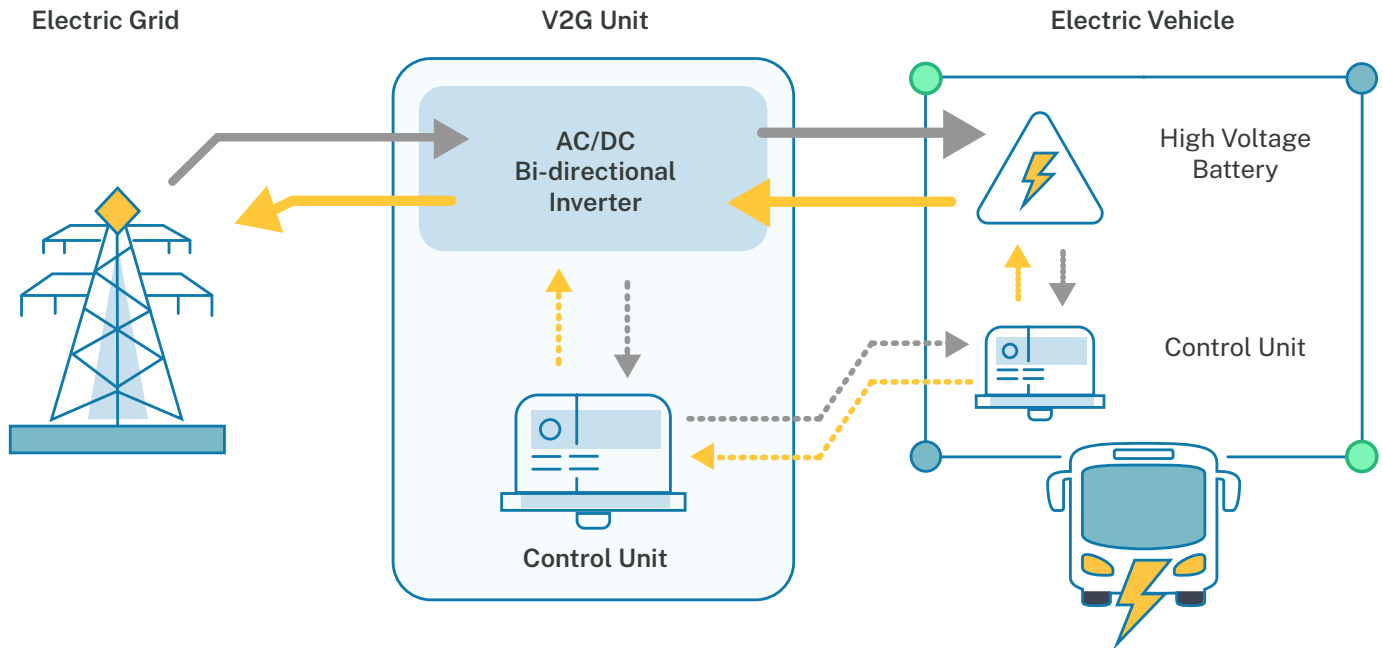 Electric Grid
V2G Unit
Electric Vehicle
AC/DC
Bi-directional
Inverter
High Voltage
Battery
Control Unit
Control Unit